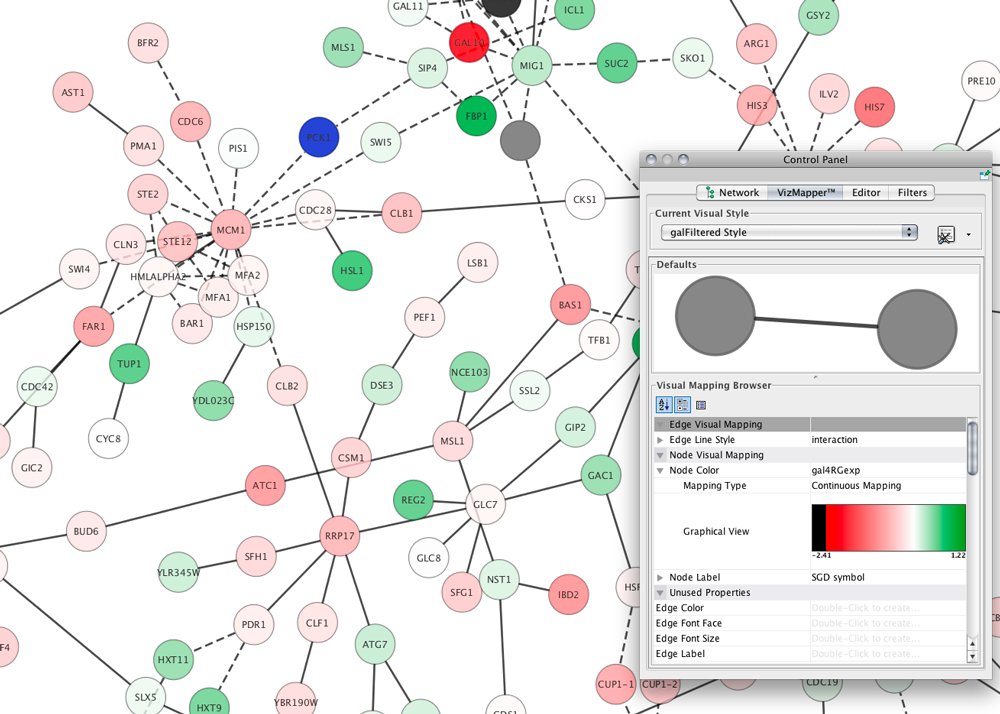 GAL11
ICL1
GSY2
BFR2
MLS1
GAL10
ARG1
SIP4
MIG1
SUC2
SKO1
PRE10
AST1
ILV2
HIS3
HIS7
CDC6
FBP1
PCK1
PMA1
PIS1
SWI5
Control Panel
Network
VizMapper™
Editor
Filters
STE2
CKS1
CDC28
CLB1
Current Visual Style
MCM1
galFiltered Style
CLN3
STE12
SWI4
HMLALPHA2
MFA2
HSL1
LSB1
Defaults
MFA1
BAS1
FAR1
BAR1
HSP150
PEF1
TFB1
TUP1
NCE103
CDC42
YDL023C
CLB2
DSE3
SSL2
Visual Mapping Browser
Edge Visual Mapping
Edge Line Style interaction
CYC8
GIP2
MSL1
Node Visual Mapping
GIC2
CSM1
Node Color gal4RGexp
GAC1
Mapping Type Continuous Mapping
ATC1
REG2
GLC7
BUD6
RRP17
Graphical View
-2.41 1.22
GLC8
SFH1
YLR345W
NST1
Node Label SGD symbol
SFG1
IBD2
HSF
Unused Properties
Edge Color Double-Click to create...
PDR1
CLF1
Edge Font Face Double-Click to create...
Edge Font Size Double-Click to create...
ATG7
F4
Edge Label Double-Click to create...
HXT11
CUP1-1
CUP1-2
CDC19
SLX5
HXT9
YBR190W
GDS1